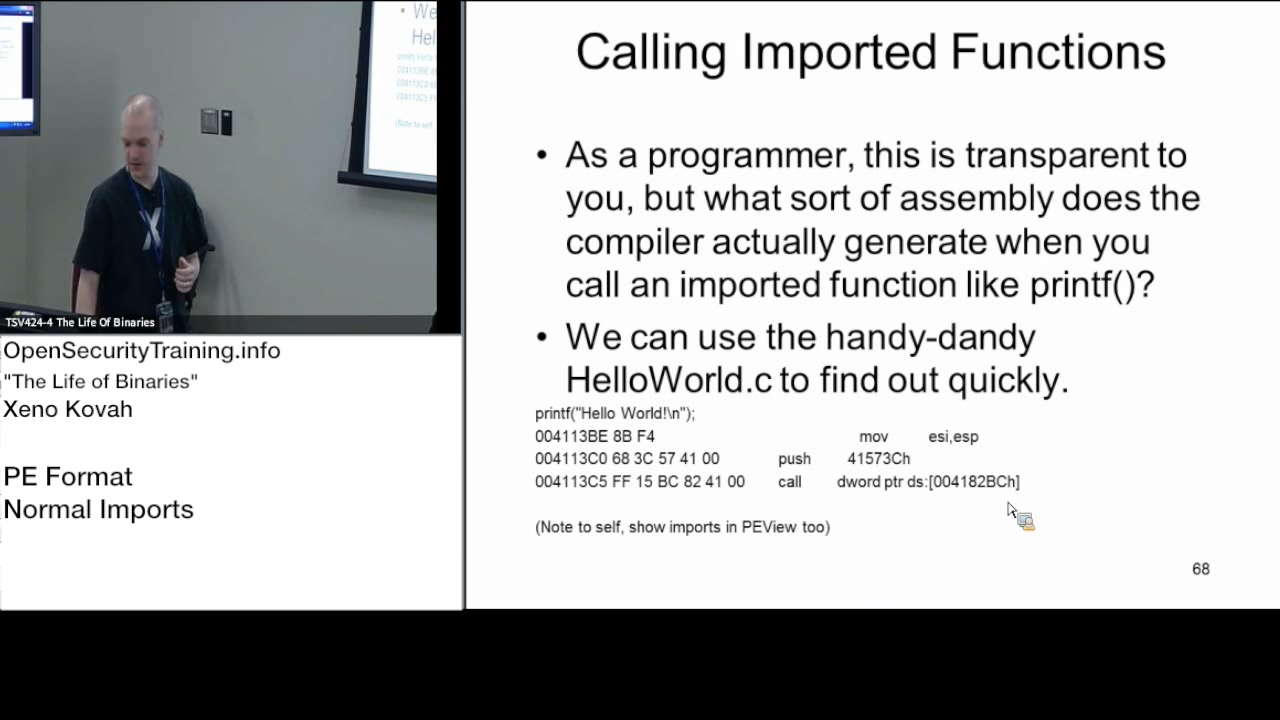 We
Hel
TSV424-4 The Life Of Binaries
OpenSecurityTraining.info
"The Life of Binaries"
Xeno Kovah
PE Format
Normal Imports
Calling Imported Functions
• As a programmer, this is transparent to
you, but what sort of assembly does the
compiler actually generate when you
call an imported function like printf()?
• We can use the handy-dandy
HelloWorld.c to find out quickly.
printf("Hello World!\n");
004113BE 8B F4 mov esi,esp
004113C0 68 3C 57 41 00 push 41573Ch
004113C5 FF 15 BC 82 41 00 call dword ptr ds:[004182BCh]
(Note to self, show imports in PEView too)
68